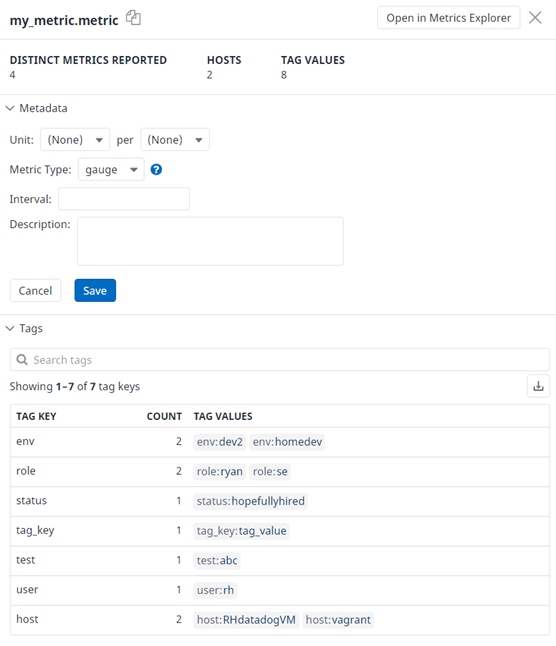 my_metric.metric
Open in Metrics Explorer
DISTINCT METRICS REPORTED HOSTS TAG VALUES
4 2 8
Metadata
Unit: (None) per (None)
Metric Type: gauge ?
Interval:
Description:
Cancel Save
Tags
Search tags
Showing 1–7 of 7 tag keys
TAG KEY COUNT TAG VALUES
env 2 env:dev2 env:homedev
role 2 role:ryan role:se
status 1 status:hopefullyhired
tag_key 1 tag_key:tag_value
test 1 test:abc
user 1 user:rh
host 2 host:RHdatadogVM host:vagrant